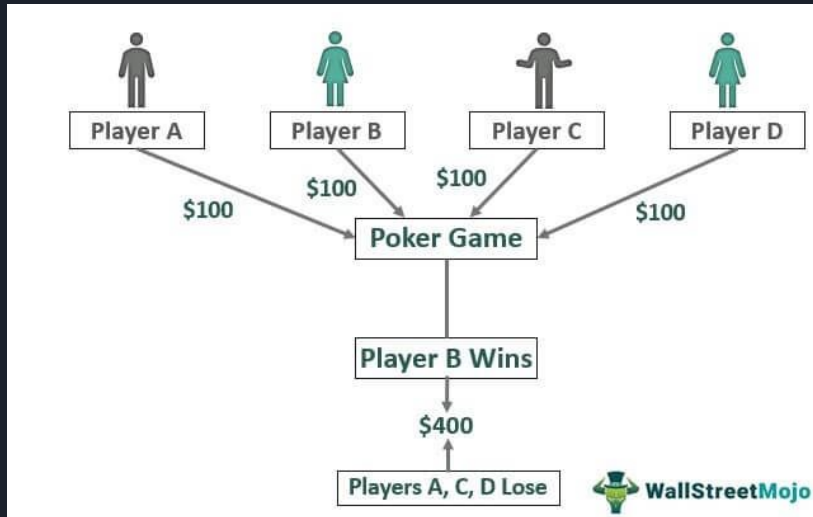 Player A
Player B
Player C
Player D
$100
$100
$100
$100
Poker Game
Player B Wins
$400
Players A, C, D Lose
WallStreetMojo